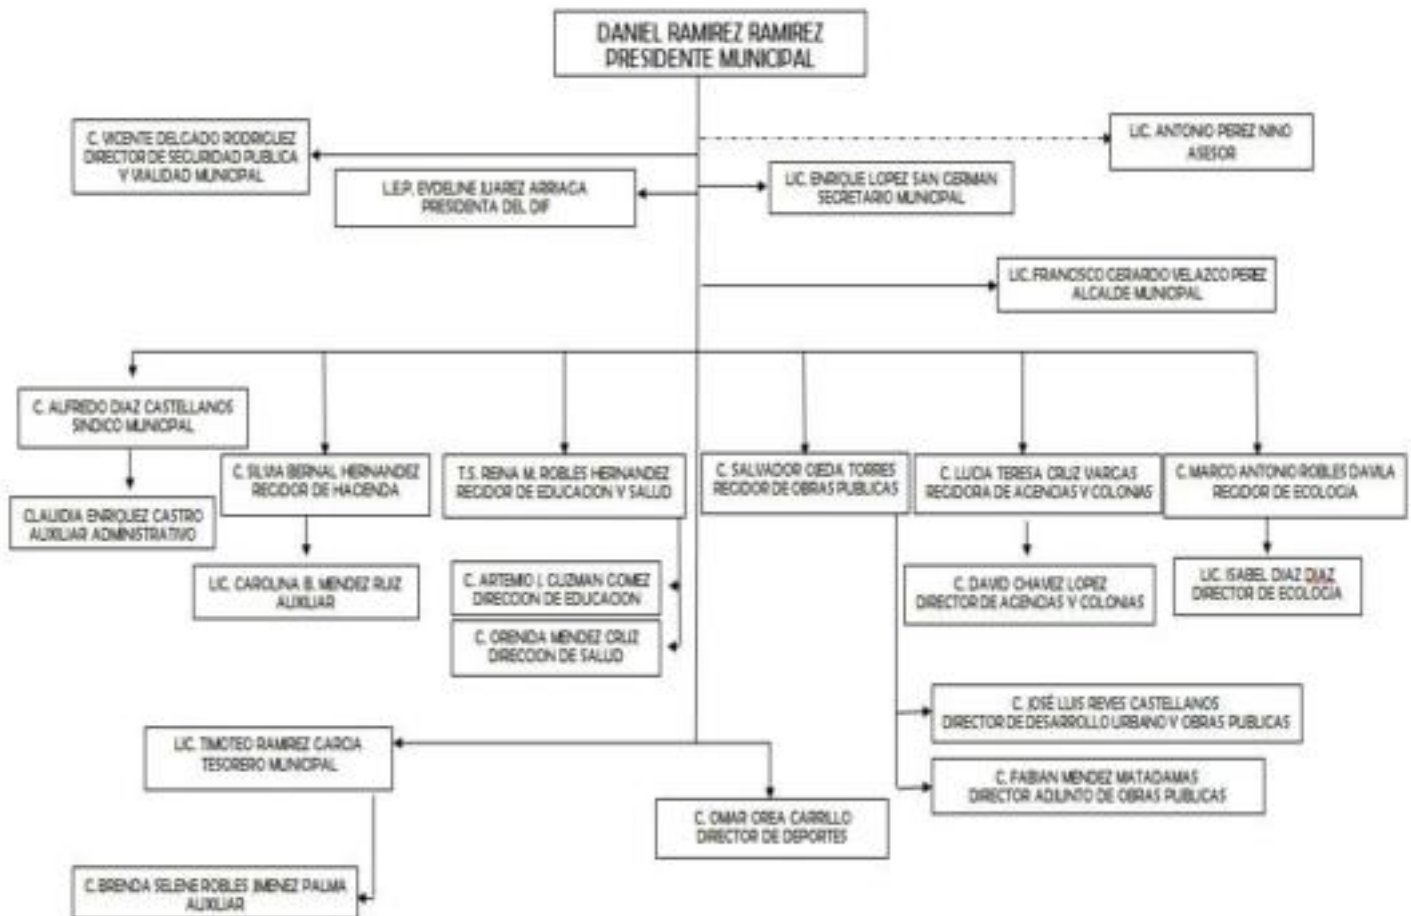 DANIEL RAMIREZ RAMIREZ
PRESIDENTE MUNICIPAL
C. VICENTE DELGADO RODRIGUEZ
DIRECTOR DE SEGURIDAD PUBLICA
Y VIALIDAD MUNICIPAL
LIC. ANTONIO PEREZ NINO
ASESOR
L.E.P. EVDELINE JUAREZ ARRIAGA
PRESIDENTA DEL DIF
LIC. ENRIQUE LOPEZ SAN GERMAN
SECRETARIO MUNICIPAL
LIC. FRANCISCO GERARDO VELAZCO PEREZ
ALCALDE MUNICIPAL
C. ALFREDO DIAZ CASTELLANOS
SINDICO MUNICIPAL
CLAUDIA ENRIQUEZ CASTRO
AUXILIAR ADMINISTRATIVO
C. SILVIA BERNAL HERNANDEZ
REGIDOR DE HACIENDA
LIC. CAROLINA B. MENDEZ RUIZ
AUXILIAR
T.S. REINA M. ROBLES HERNANDEZ
REGIDOR DE EDUCACION Y SALUD
C. ARTEMIO J. GUZMAN GOMEZ
DIRECCION DE EDUCACION
C. ORENIDA MENDEZ CRUZ
DIRECCION DE SALUD
C. SALVADOR OJEDA TORRES
REGIDOR DE OBRAS PUBLICAS
C. LUCIA TERESA CRUZ VARGAS
REGIDORA DE AGENCIAS Y COLONIAS
C. DAVID CHAVEZ LOPEZ
DIRECTOR DE AGENCIAS Y COLONIAS
C. MARCO ANTONIO ROBLES DAVILA
REGIDOR DE ECOLOGIA
LIC. ISABEL DIAZ DIAZ
DIRECTOR DE ECOLOGIA
C. JOSÉ LUIS REYES CASTELLANOS
DIRECTOR DE DESARROLLO URBANO Y OBRAS PUBLICAS
C. FABIAN MENDEZ MATADAMAS
DIRECTOR ADJUNTO DE OBRAS PUBLICAS
LIC. TIMOTEO RAMIREZ GARCIA
TESORERO MUNICIPAL
C. OMAR OREA CARRILLO
DIRECTOR DE DEPORTES
C. BRENDA SELENE ROBLES JIMENEZ PALMA
AUXILIAR